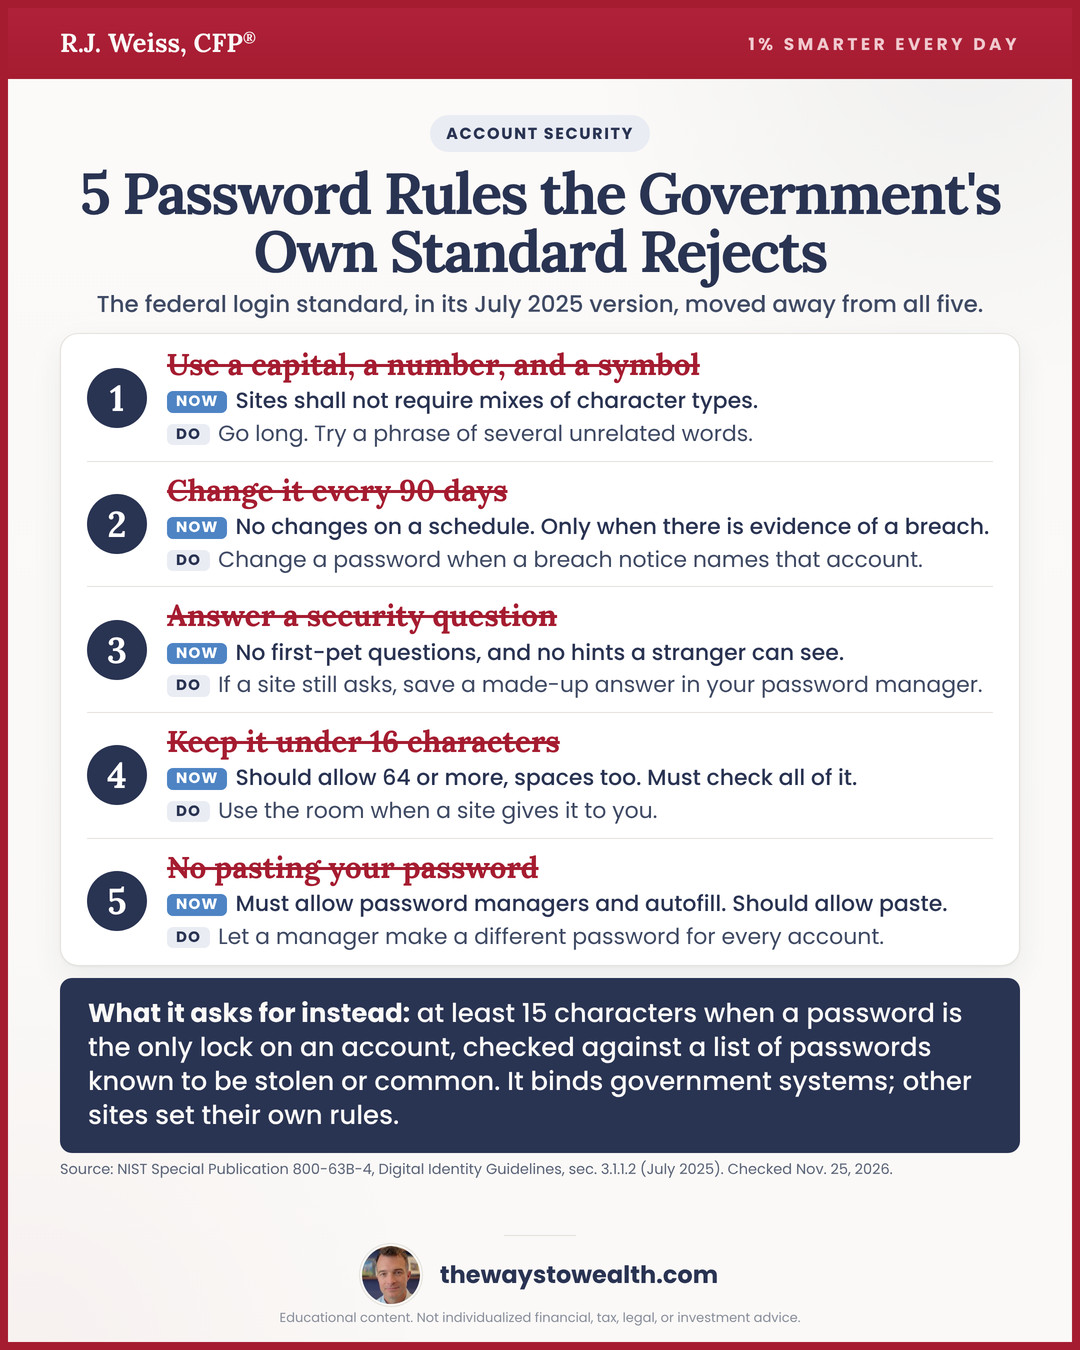 R.J. Weiss, CFP®
1% SMARTER EVERY DAY
ACCOUNT SECURITY
5 Password Rules the Government's
Own Standard Rejects
The federal login standard, in its July 2025 version, moved away from all five.
1
Use a capital, a number, and a symbol
NOW Sites shall not require mixes of character types.
DO Go long. Try a phrase of several unrelated words.
2
Change it every 90 days
NOW No changes on a schedule. Only when there is evidence of a breach.
DO Change a password when a breach notice names that account.
3
Answer a security question
NOW No first-pet questions, and no hints a stranger can see.
DO If a site still asks, save a made-up answer in your password manager.
4
Keep it under 16 characters
NOW Should allow 64 or more, spaces too. Must check all of it.
DO Use the room when a site gives it to you.
5
No pasting your password
NOW Must allow password managers and autofill. Should allow paste.
DO Let a manager make a different password for every account.
What it asks for instead: at least 15 characters when a password is
the only lock on an account, checked against a list of passwords
known to be stolen or common. It binds government systems; other
sites set their own rules.
Source: NIST Special Publication 800-63B-4, Digital Identity Guidelines, sec. 3.1.1.2 (July 2025). Checked Nov. 25, 2026.
thewaystowealth.com
Educational content. Not individualized financial, tax, legal, or investment advice.